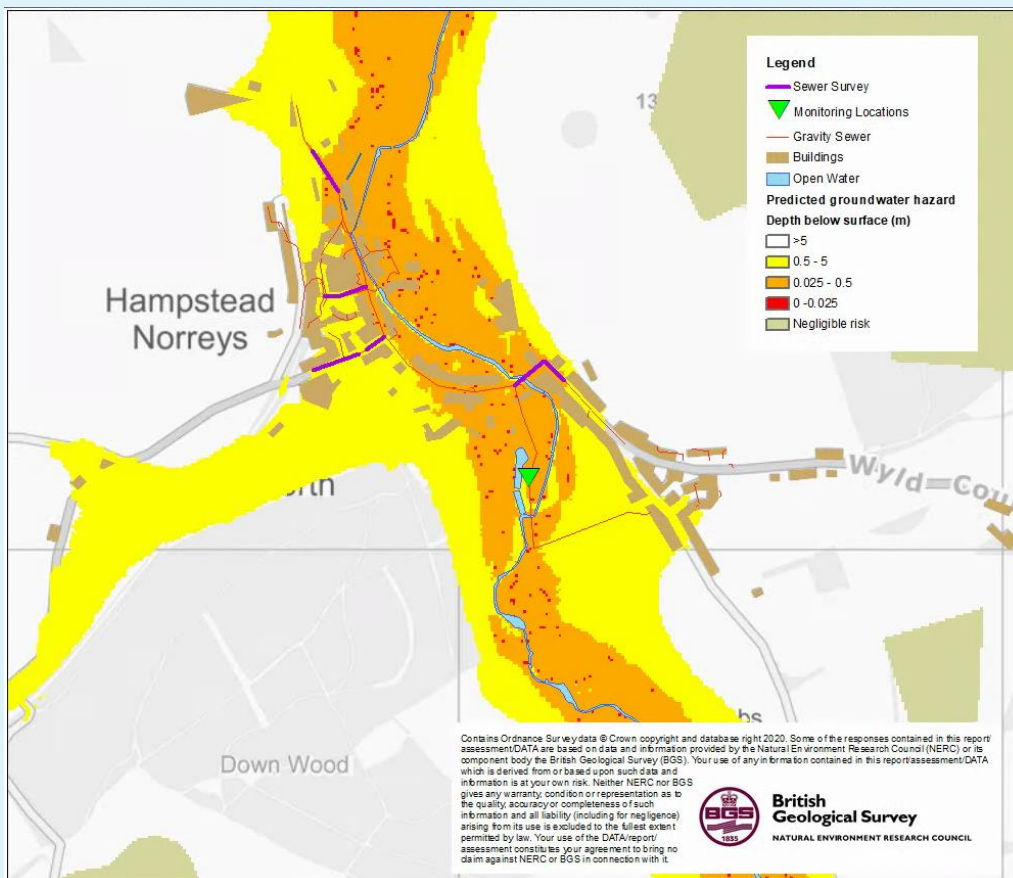 Legend
Sewer Survey
Monitoring Locations
Gravity Sewer
Buildings
Open Water
Predicted groundwater hazard
Depth below surface (m)
>5
0.5 - 5
0.025 - 0.5
0 -0.025
Negligible risk
13
Hampstead
Norreys
orth
Wyld Cou
Down Wood
bs
Contains Ordnance Survey data © Crown copyright and database right 2020. Some of the responses contained in this report/
assessment/DATA are based on data and information provided by the Natural Environment Research Council (NERC) or its
component body the British Geological Survey (BGS). Your use of any information contained in this report/assessment/DATA
which is derived from or based upon such data and
information is at your own risk. Neither NERC nor BGS
gives any warranty, condition or representation as to
the quality, accuracy or completeness of such
information and all liability (including for negligence)
arising from its use is excluded to the fullest extent
permitted by law. Your use of the DATA/report/
assessment constitutes your agreement to bring no
claim against NERC or BGS in connection with it.
BGS
1835
British
Geological Survey
NATURAL ENVIRONMENT RESEARCH COUNCIL